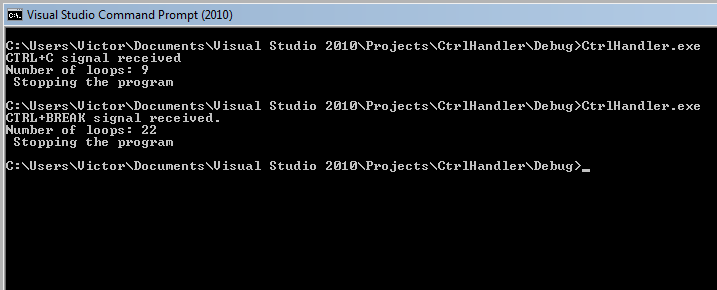 Visual Studio Command Prompt (2010)
C:\Users\Victor\Documents\Visual Studio 2010\Projects\CtrlHandler\Debug>CtrlHandler.exe
CTRL+C signal received
Number of loops: 9
Stopping the program
C:\Users\Victor\Documents\Visual Studio 2010\Projects\CtrlHandler\Debug>CtrlHandler.exe
CTRL+BREAK signal received.
Number of loops: 22
Stopping the program
C:\Users\Victor\Documents\Visual Studio 2010\Projects\CtrlHandler\Debug>_